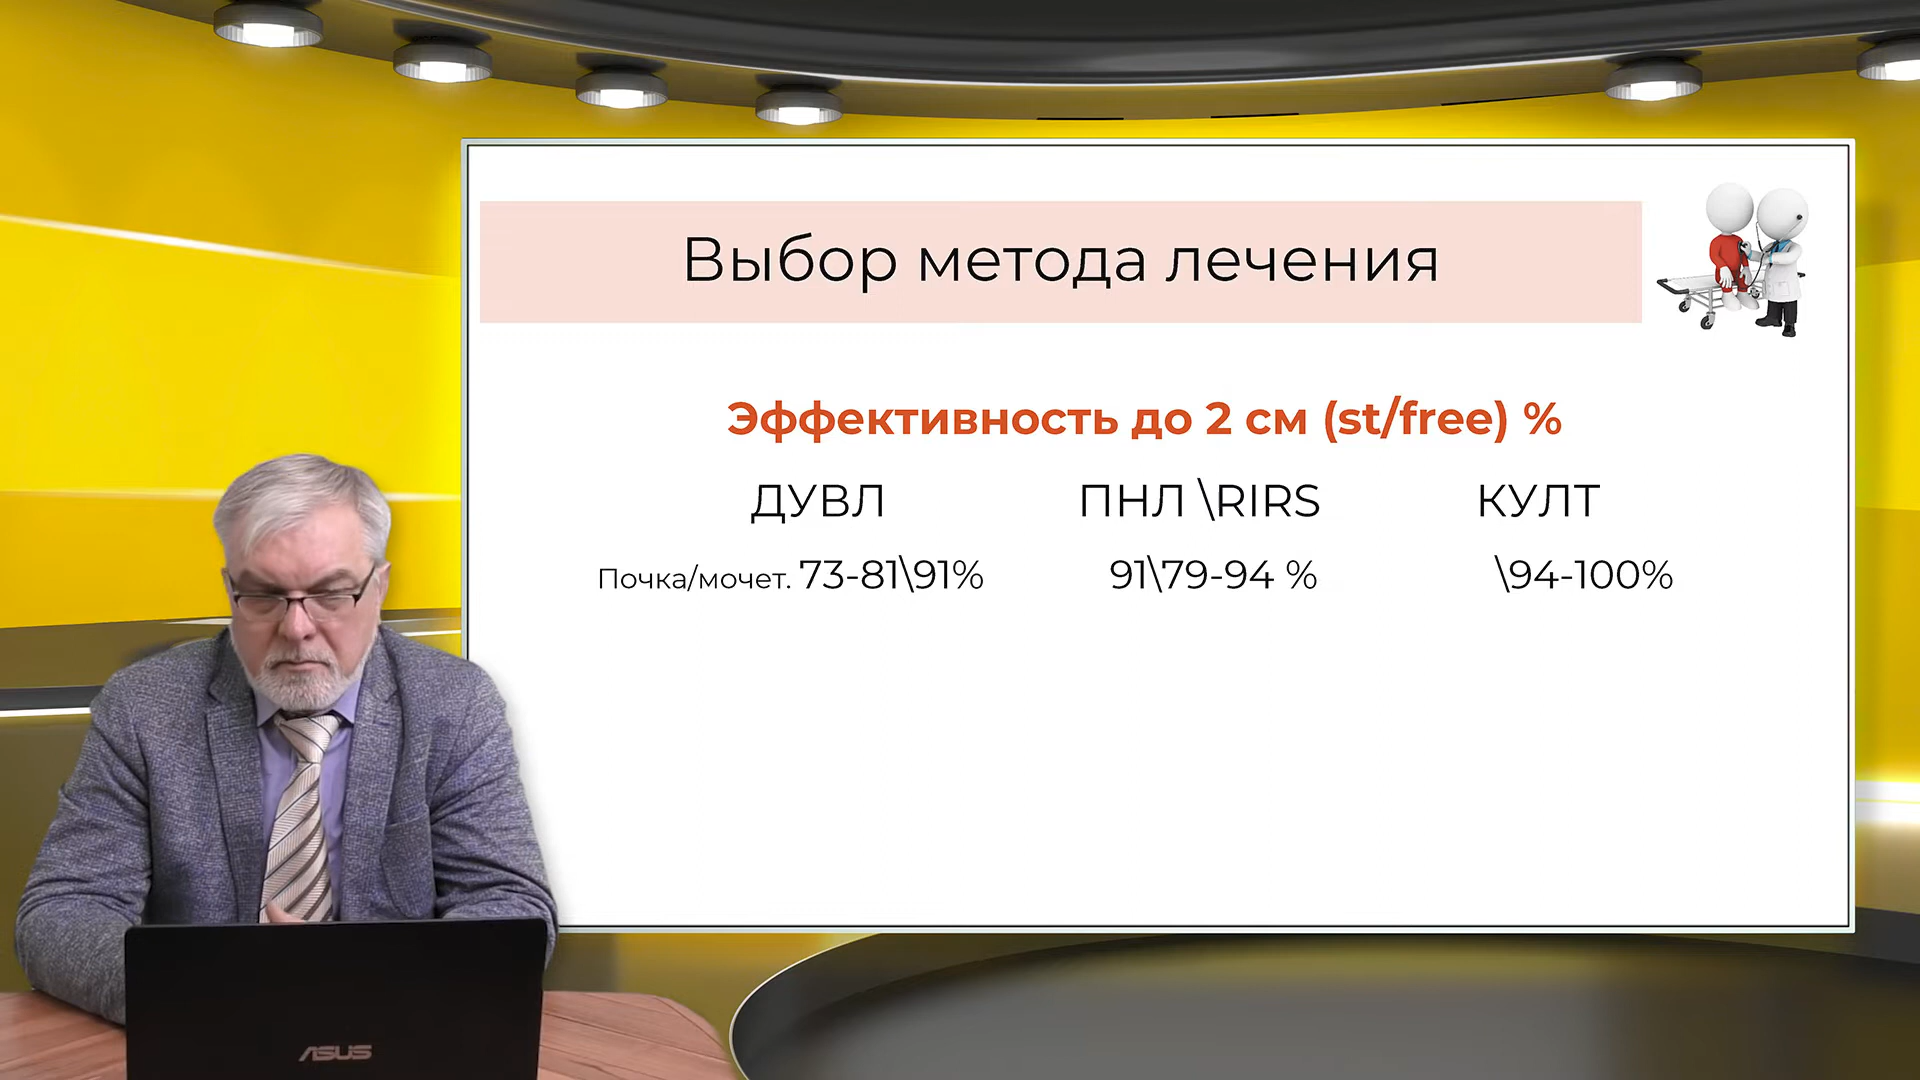 Выбор метода лечения
Эффективность до 2 см (st/free) %
ДУВЛ ПНЛ \RIRS КУЛТ
Почка/мочет. 73-81\91% 91\79-94 % \94-100%
ASUS